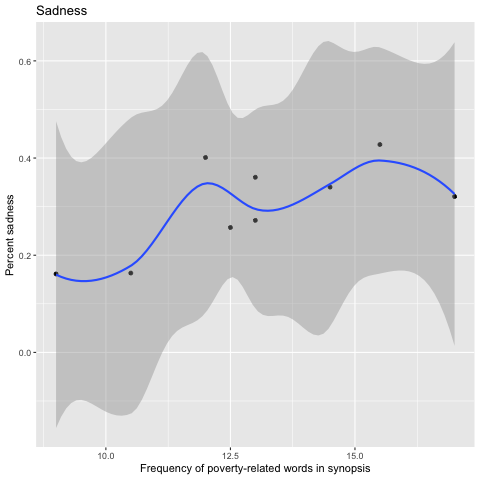 Sadness
0.6
0.4
0.2
0.0
Percent sadness
10.0 12.5 15.0
Frequency of poverty-related words in synopsis